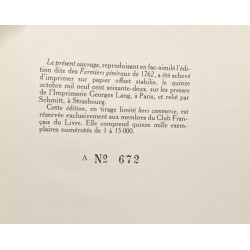 Le présent ouvrage, reproduisant en fac-similé l'édi-
tion dite des Fermiers généraux de 1762, a été achevé
d'imprimer sur papier offset stabilis, le quinze
octobre mil neuf cent soixante-deux, sur les presses
de l'Imprimerie Georges Lang, à Paris, et relié par
Schmitt, à Strasbourg.
Cette édition, en tirage limité hors commerce, est
réservée exclusivement aux membres du Club Fran-
çais du Livre. Elle comprend quinze mille exem-
plaires numérotés de 1 à 15 000.
A No 672